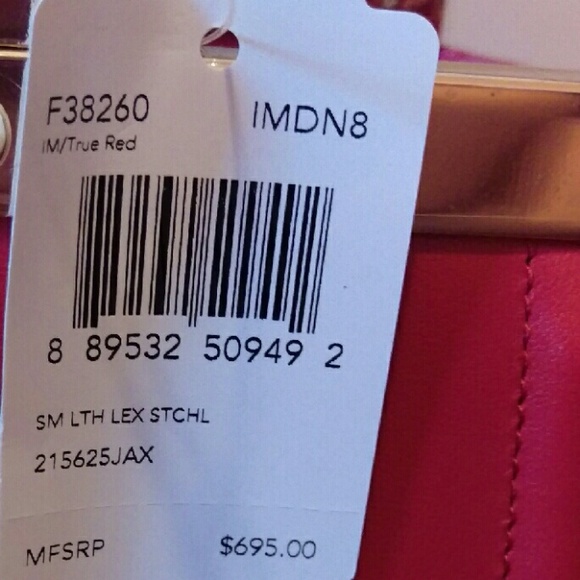 F38260 IMDN8
IM/True Red
8 89532 50949 2
SM LTH LEX STCHL
215625JAX
MFSRP $695.00